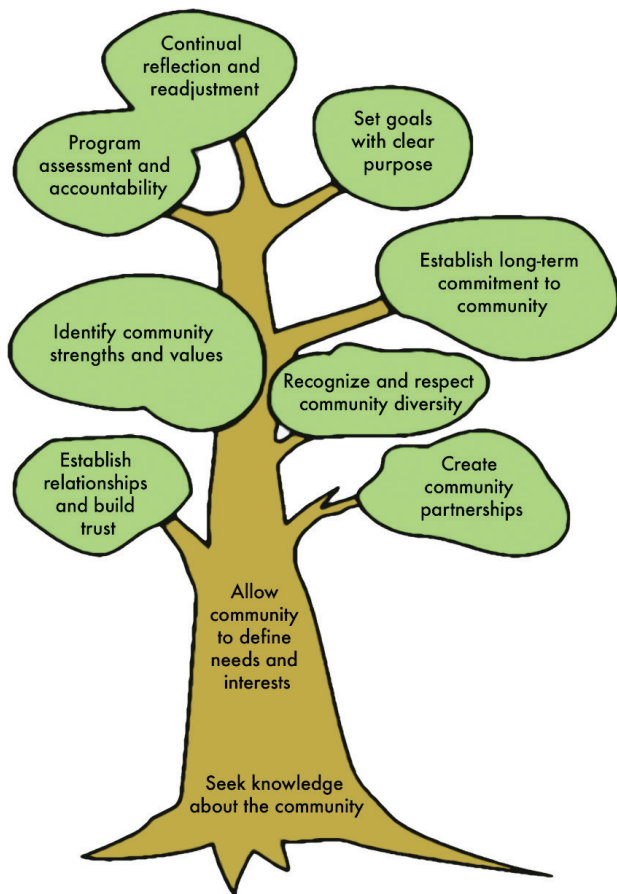 Continual
reflection and
readjustment
Program
assessment and
accountability
Set goals
with clear
purpose
Establish long-term
commitment to
community
Identify community
strengths and values
Recognize and respect
community diversity
Establish
relationships
and build
trust
Create
community
partnerships
Allow
community
to define
needs and
interests
Seek knowledge
about the community